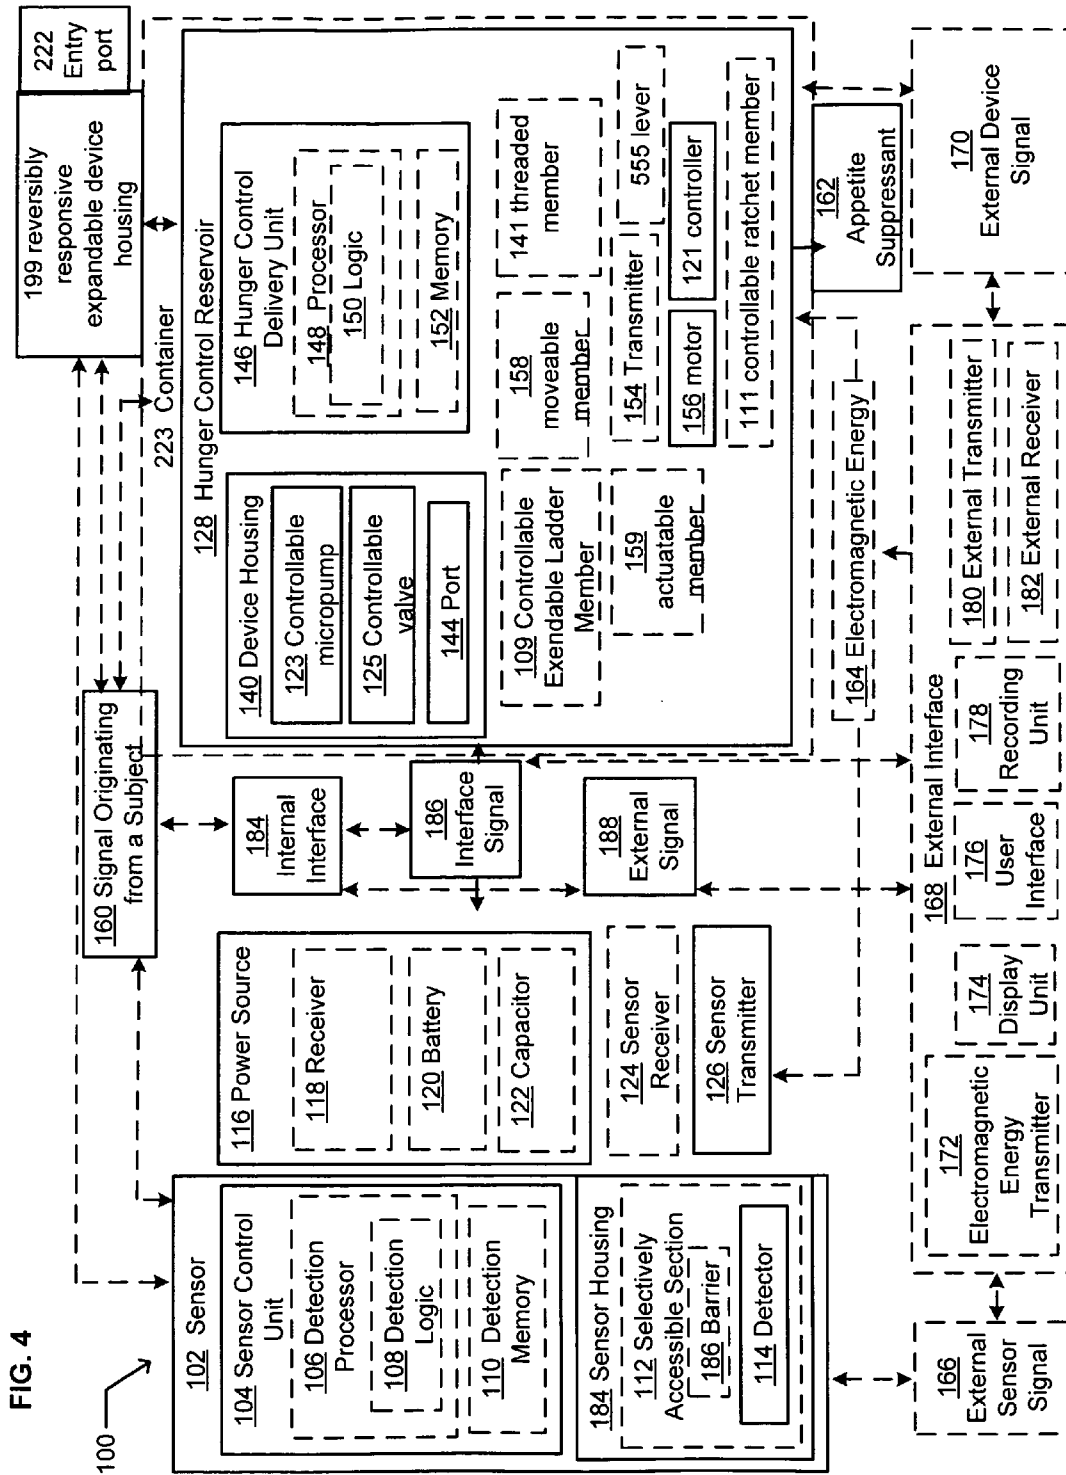 FIG. 4
100
102 Sensor
104 Sensor Control
Unit
106 Detection
Processor
108 Detection
Logic
110 Detection
Memory
184 Sensor Housing
112 Selectively
Accessible Section
186 Barrier
114 Detector
116 Power Source
118 Receiver
120 Battery
122 Capacitor
124 Sensor
Receiver
126 Sensor
Transmitter
160 Signal Originating
from a Subject
184
Internal
Interface
186
Interface
Signal
188
External
Signal
199 reversibly
responsive
expandable device
housing
222
Entry
port
223 Container
128 Hunger Control Reservoir
140 Device Housing
123 Controllable
micropump
125 Controllable
valve
144 Port
146 Hunger Control
Delivery Unit
148 Processor
150 Logic
152 Memory
109 Controllable
Exendable Ladder
Member
158
moveable
member
141 threaded
member
159
actuatable
member
154 Transmitter
555 lever
156 motor
121 controller
111 controllable ratchet member
162
Appetite
Suppressant
164 Electromagnetic Energy
166
External
Sensor
Signal
168 External Interface
172
Electromagnetic
Energy
Transmitter
174
Display
Unit
176
User
Interface
178
Recording
Unit
180 External Transmitter
182 External Receiver
170
External Device
Signal